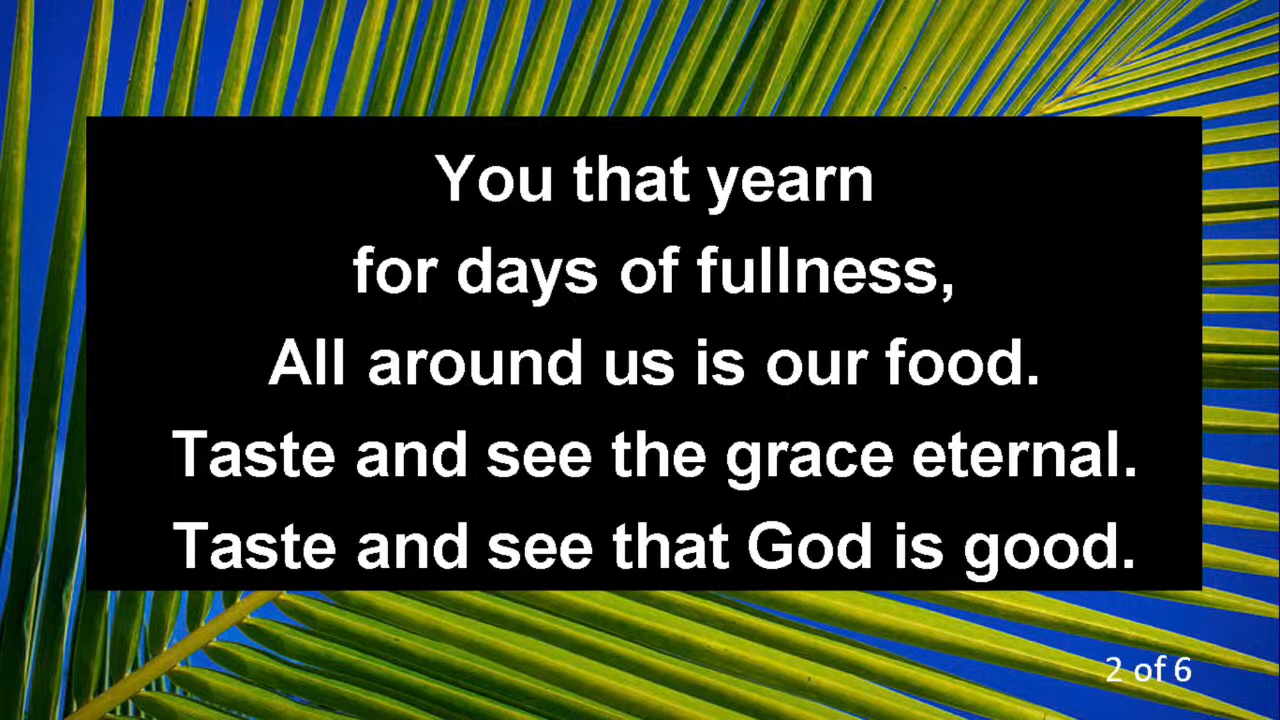 You that yearn
for days of fullness,
All around us is our food.
Taste and see the grace eternal.
Taste and see that God is good.
2 of 6